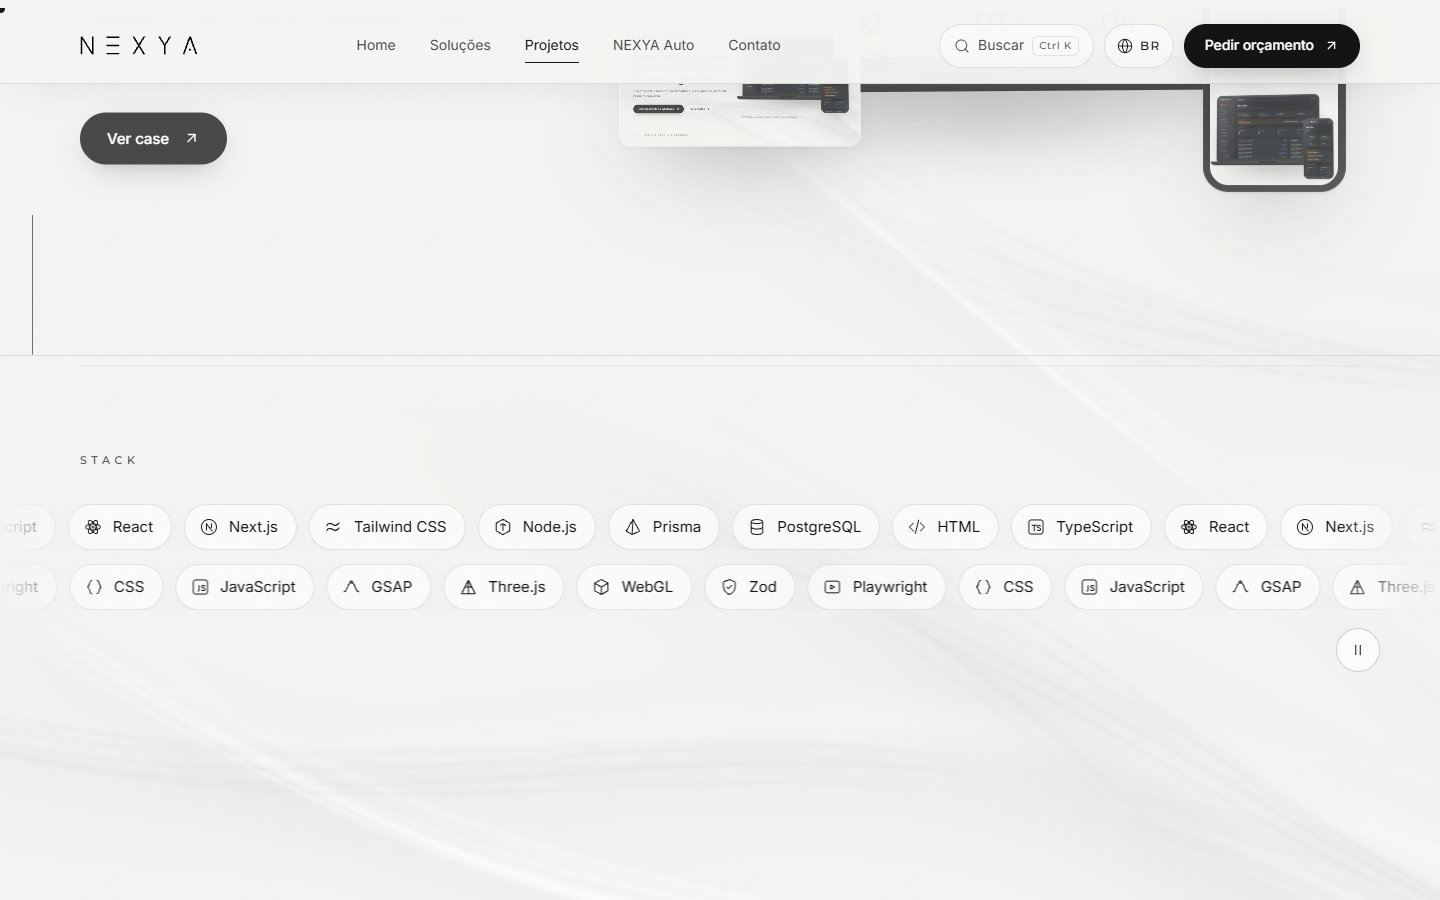 NEXYA
Home Soluções Projetos NEXYA Auto Contato
Buscar Ctrl K BR Pedir orçamento
Ver case
STACK
cript React Next.js Tailwind CSS Node.js Prisma PostgreSQL HTML TypeScript React Next.js
right CSS JavaScript GSAP Three.js WebGL Zod Playwright CSS JavaScript GSAP Three.js